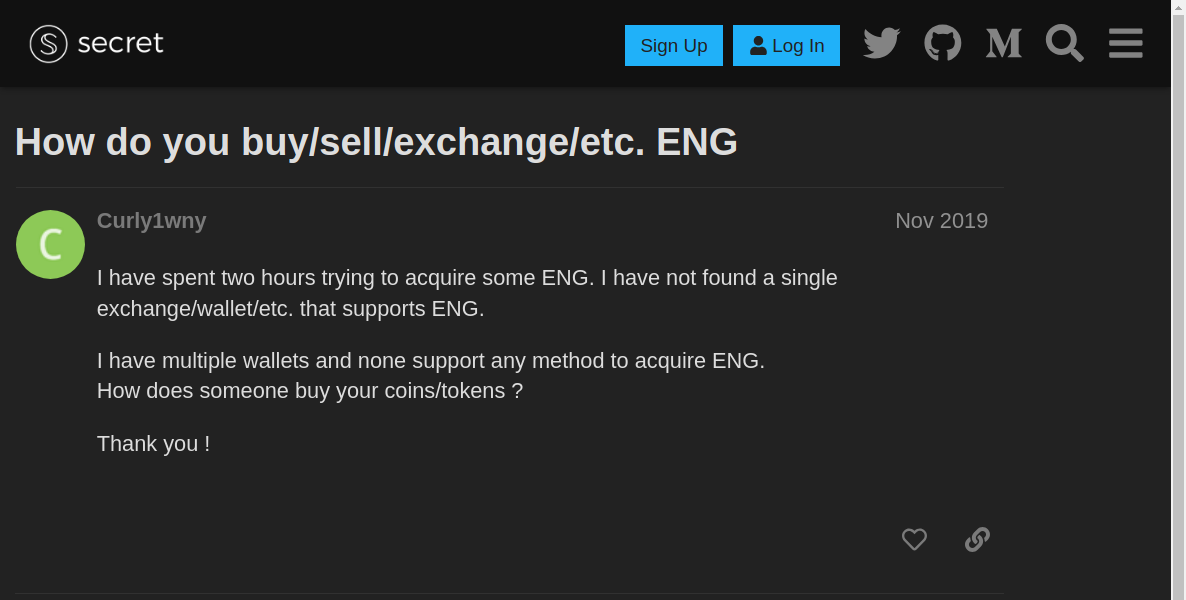 secret
Sign Up
Log In
How do you buy/sell/exchange/etc. ENG
C
Curly1wny
Nov 2019
I have spent two hours trying to acquire some ENG. I have not found a single
exchange/wallet/etc. that supports ENG.
I have multiple wallets and none support any method to acquire ENG.
How does someone buy your coins/tokens ?
Thank you !